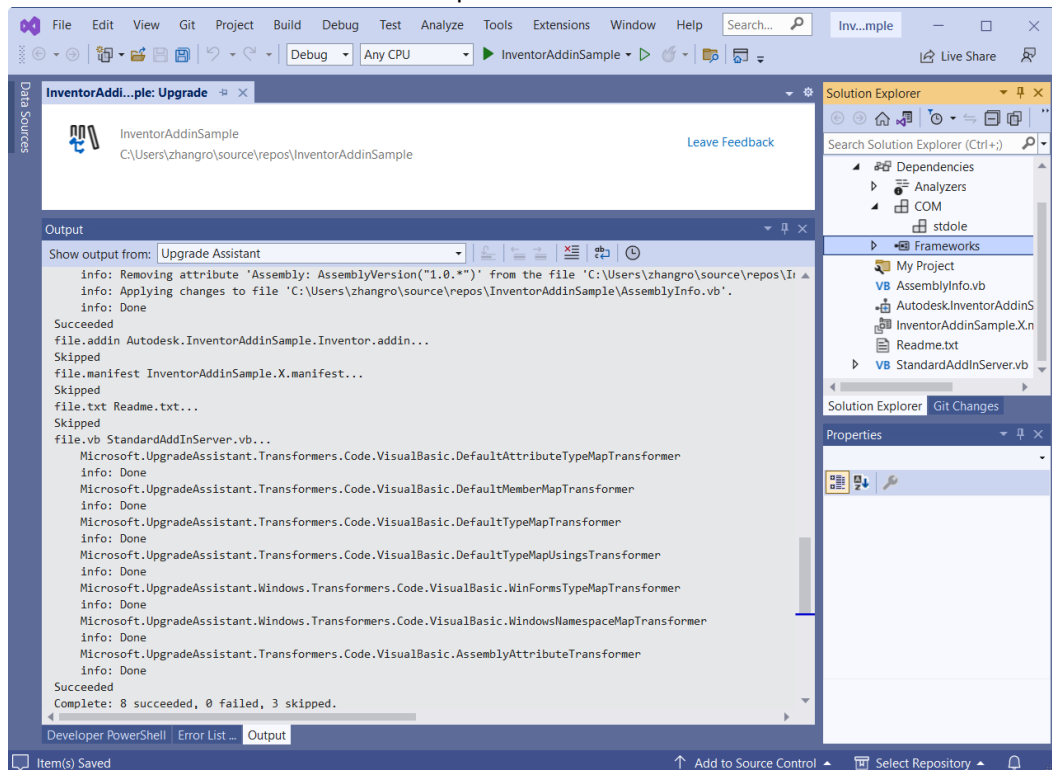 File Edit View Git Project Build Debug Test Analyze Tools Extensions Window Help Search... Inv...mple
Debug Any CPU InventorAddinSample Live Share
Data Sources
InventorAddi...ple: Upgrade
InventorAddinSample
C:\Users\zhangro\source\repos\InventorAddinSample
Leave Feedback
Output
Show output from: Upgrade Assistant
info: Removing attribute 'Assembly: AssemblyVersion("1.0.*")' from the file 'C:\Users\zhangro\source\repos\I
info: Applying changes to file 'C:\Users\zhangro\source\repos\InventorAddinSample\AssemblyInfo.vb'.
info: Done
Succeeded
file.addin Autodesk.InventorAddinSample.Inventor.addin...
Skipped
file.manifest InventorAddinSample.X.manifest...
Skipped
file.txt Readme.txt...
Skipped
file.vb StandardAddInServer.vb...
Microsoft.UpgradeAssistant.Transformers.Code.VisualBasic.DefaultAttributeTypeMapTransformer
info: Done
Microsoft.UpgradeAssistant.Transformers.Code.VisualBasic.DefaultMemberMapTransformer
info: Done
Microsoft.UpgradeAssistant.Transformers.Code.VisualBasic.DefaultTypeMapTransformer
info: Done
Microsoft.UpgradeAssistant.Transformers.Code.VisualBasic.DefaultTypeMapUsingsTransformer
info: Done
Microsoft.UpgradeAssistant.Windows.Transformers.Code.VisualBasic.WinFormsTypeMapTransformer
info: Done
Microsoft.UpgradeAssistant.Windows.Transformers.Code.VisualBasic.WindowsNamespaceMapTransformer
info: Done
Microsoft.UpgradeAssistant.Transformers.Code.VisualBasic.AssemblyAttributeTransformer
info: Done
Succeeded
Complete: 8 succeeded, 0 failed, 3 skipped.
Developer PowerShell Error List ... Output
Solution Explorer
Search Solution Explorer (Ctrl+;)
Dependencies
Analyzers
COM
stdole
Frameworks
My Project
VB AssemblyInfo.vb
Autodesk.InventorAddinS
InventorAddinSample.X.n
Readme.txt
VB StandardAddInServer.vb
Solution Explorer Git Changes
Properties
Item(s) Saved Add to Source Control Select Repository